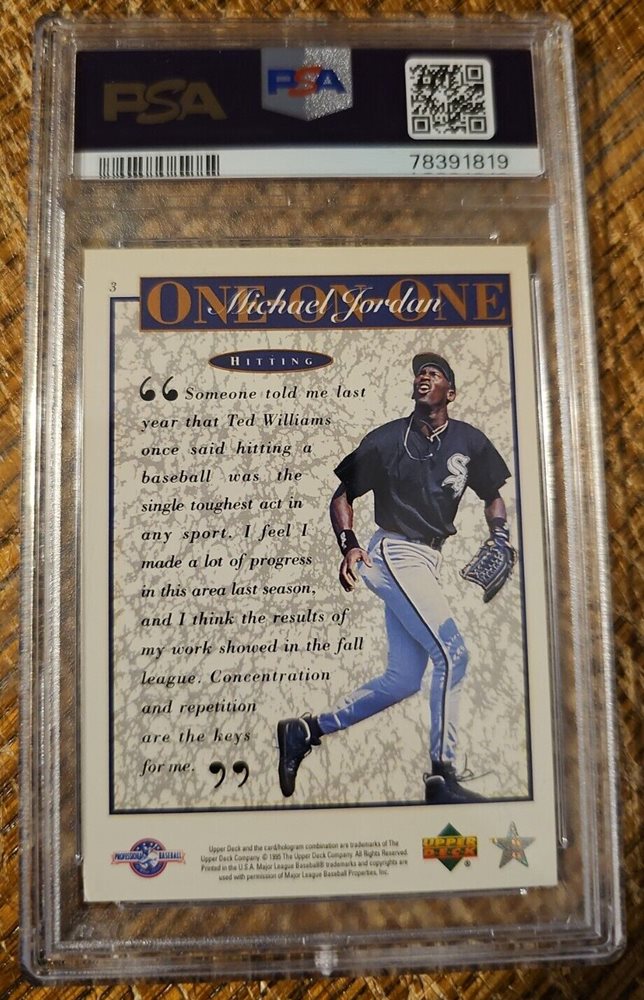 PSA PSA
78391819
3
ONE-ON-ONE
Michael Jordan
HITTING
“ Someone told me last
year that Ted Williams
once said hitting a
baseball was the
single toughest act in
any sport. I feel I
made a lot of progress
in this area last season,
and I think the results of
my work showed in the fall
league. Concentration
and repetition
are the keys
for me. ”
Sox
PROFESSIONAL BASEBALL
Upper Deck and the card/hologram combination are trademarks of The
Upper Deck Company. © 1995 The Upper Deck Company. All Rights Reserved.
Printed in the U.S.A. Major League Baseball® trademarks and copyrights are
used with permission of Major League Baseball Properties, Inc.
UPPER
DECK
®